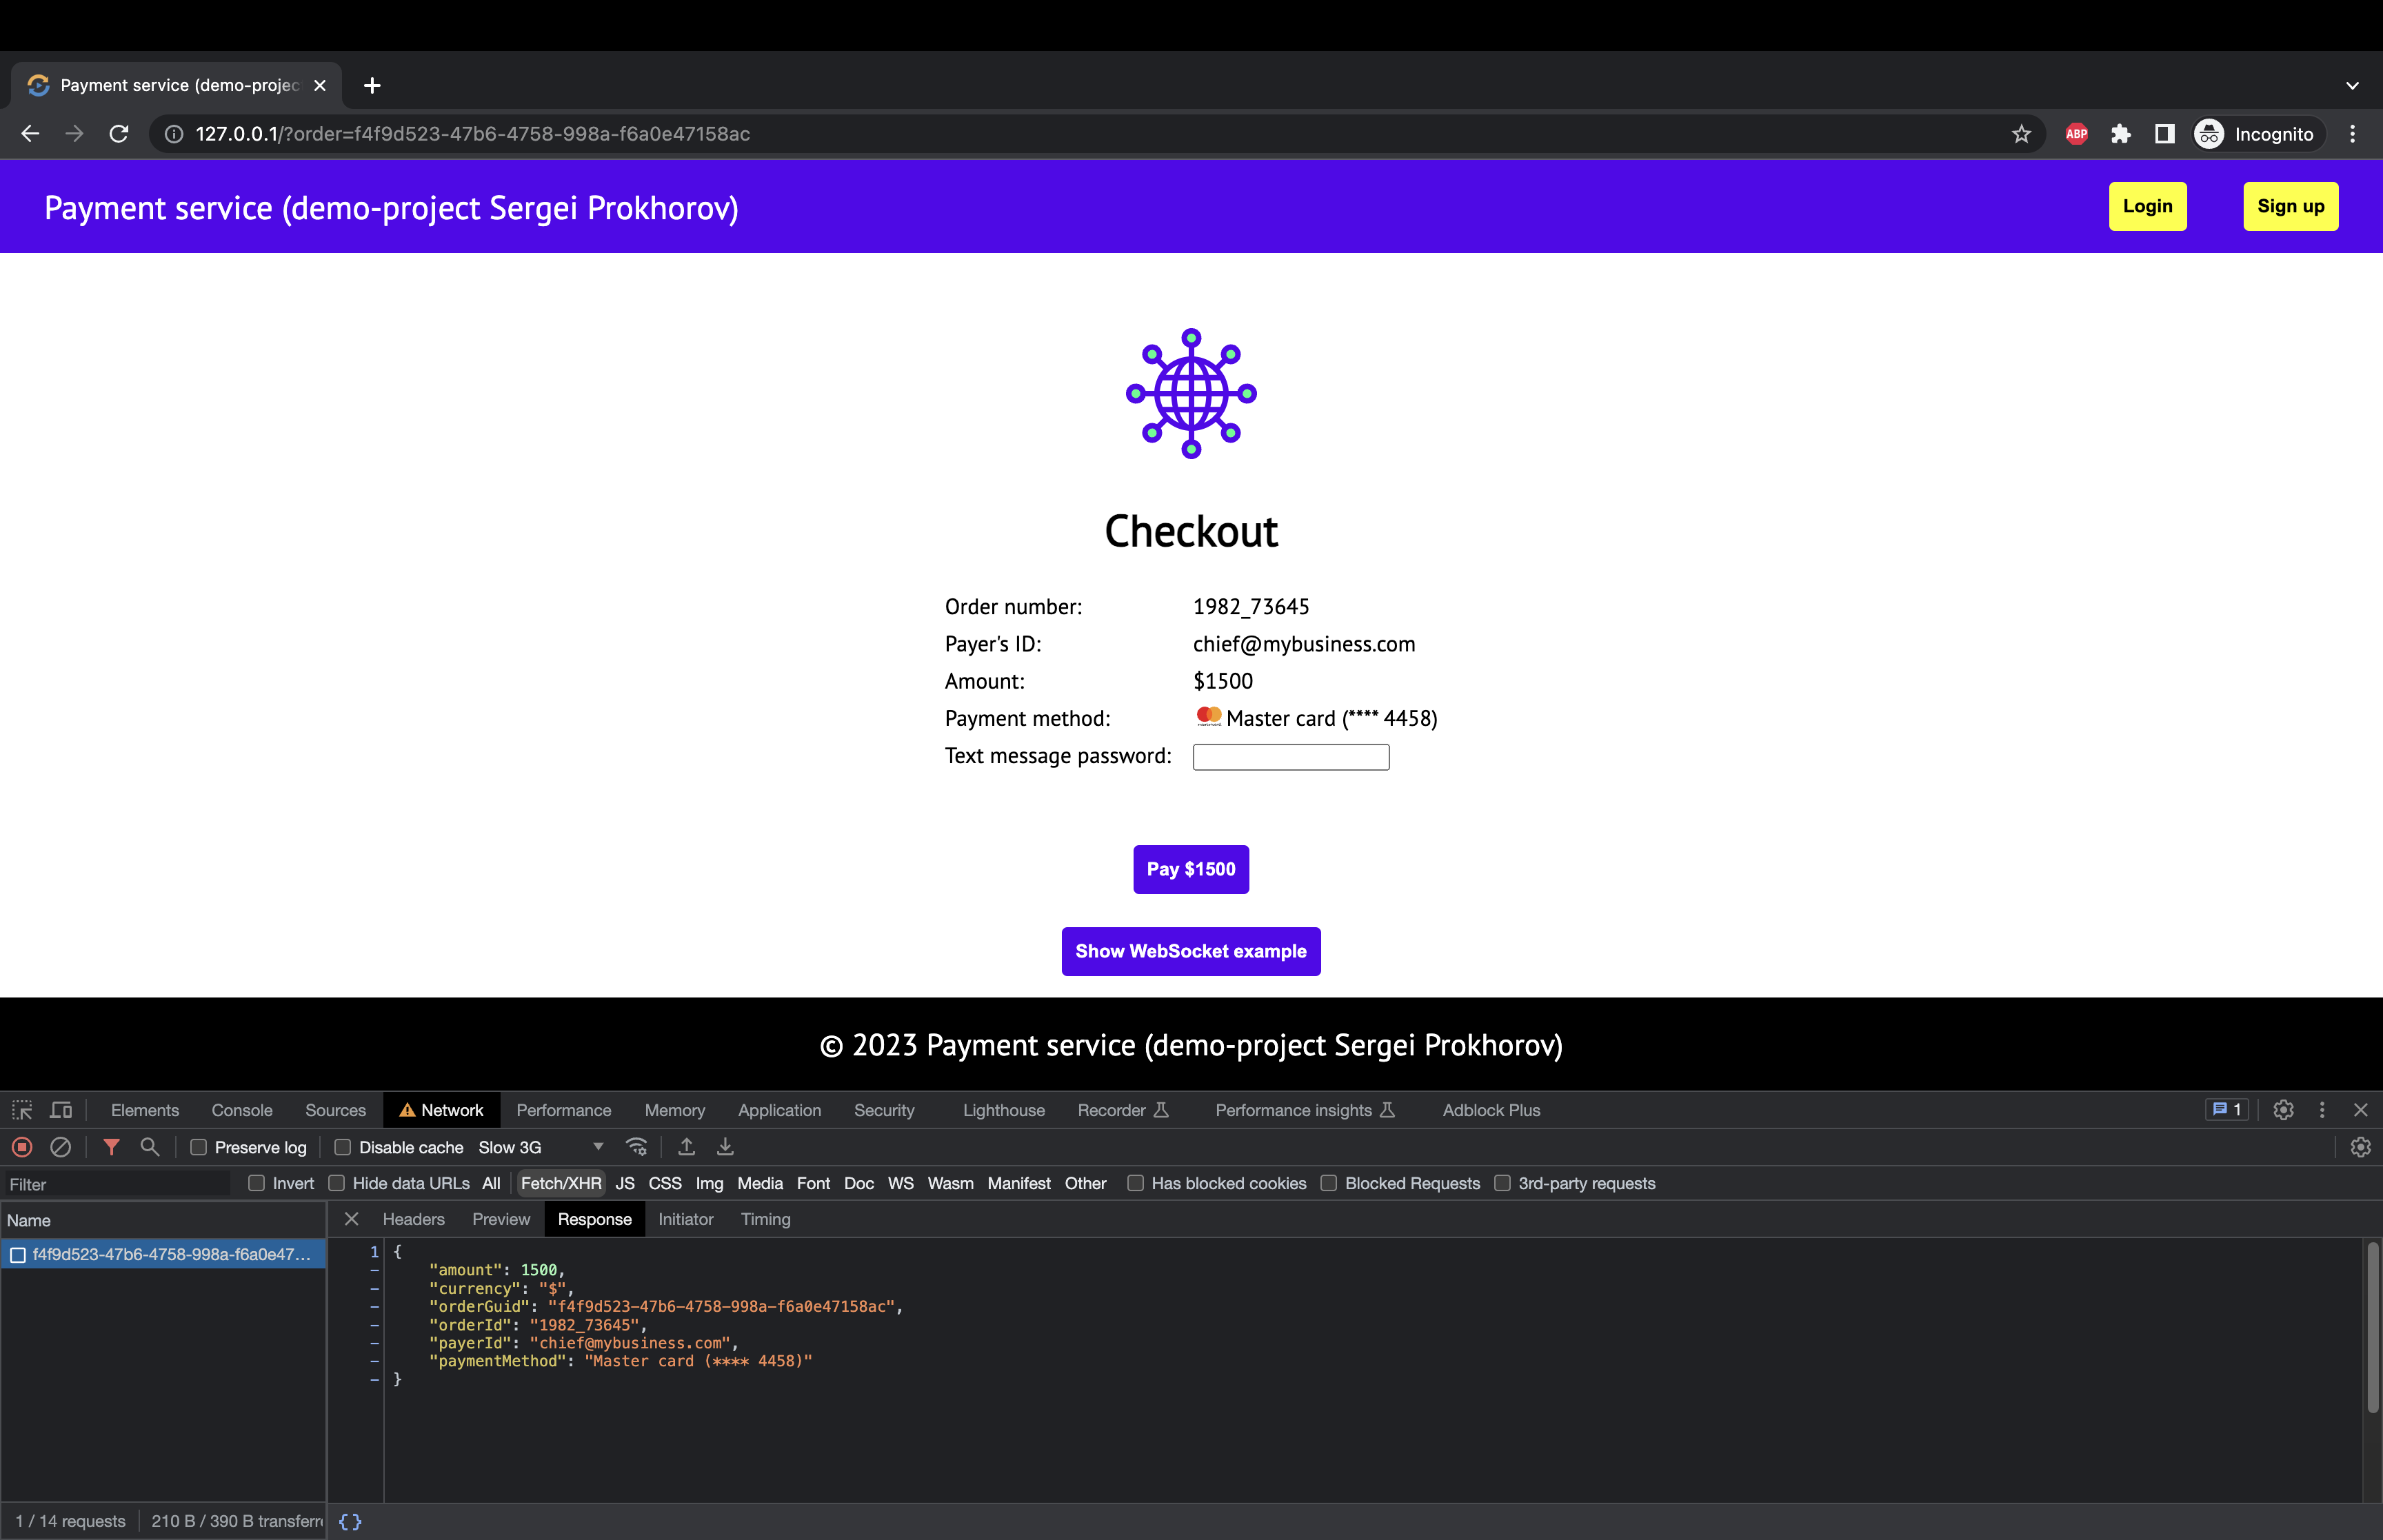 Payment service (demo-projec
127.0.0.1/?order=f4f9d523-47b6-4758-998a-f6a0e47158ac
ABP
Incognito
Payment service (demo-project Sergei Prokhorov)
Login
Sign up
Checkout
Order number: 1982_73645
Payer's ID: chief@mybusiness.com
Amount: $1500
Payment method: Master card (**** 4458)
Text message password:
Pay $1500
Show WebSocket example
© 2023 Payment service (demo-project Sergei Prokhorov)
Elements Console Sources Network Performance Memory Application Security Lighthouse Recorder Performance insights Adblock Plus 1
Preserve log Disable cache Slow 3G
Filter Invert Hide data URLs All Fetch/XHR JS CSS Img Media Font Doc WS Wasm Manifest Other Has blocked cookies Blocked Requests 3rd-party requests
Name
Headers Preview Response Initiator Timing
f4f9d523-47b6-4758-998a-f6a0e47...
1 {
- "amount": 1500,
- "currency": "$",
- "orderGuid": "f4f9d523-47b6-4758-998a-f6a0e47158ac",
- "orderId": "1982_73645",
- "payerId": "chief@mybusiness.com",
- "paymentMethod": "Master card (**** 4458)"
- }
1 / 14 requests 210 B / 390 B transferr
{ }